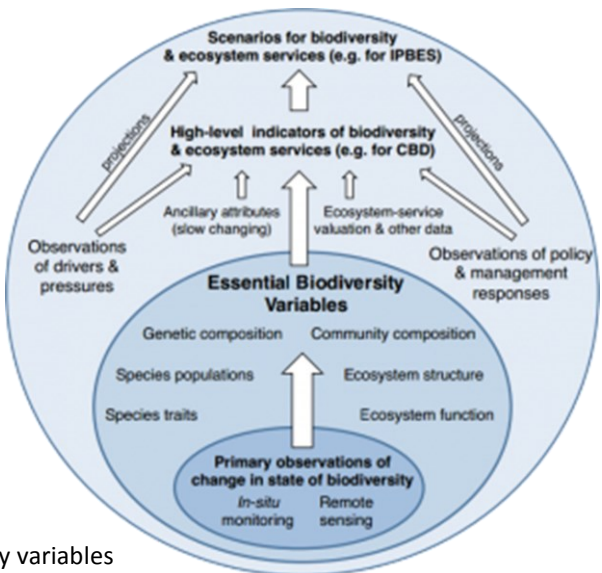 Scenarios for biodiversity
& ecosystem services (e.g. for IPBES)
projections
projections
High-level indicators of biodiversity
& ecosystem services (e.g. for CBD)
Ancillary attributes
(slow changing)
Ecosystem-service
valuation & other data
Observations
of drivers &
pressures
Observations of policy
& management
responses
Essential Biodiversity
Variables
Genetic composition
Community composition
Species populations
Ecosystem structure
Species traits
Ecosystem function
Primary observations of
change in state of biodiversity
In-situ
monitoring
Remote
sensing
y variables